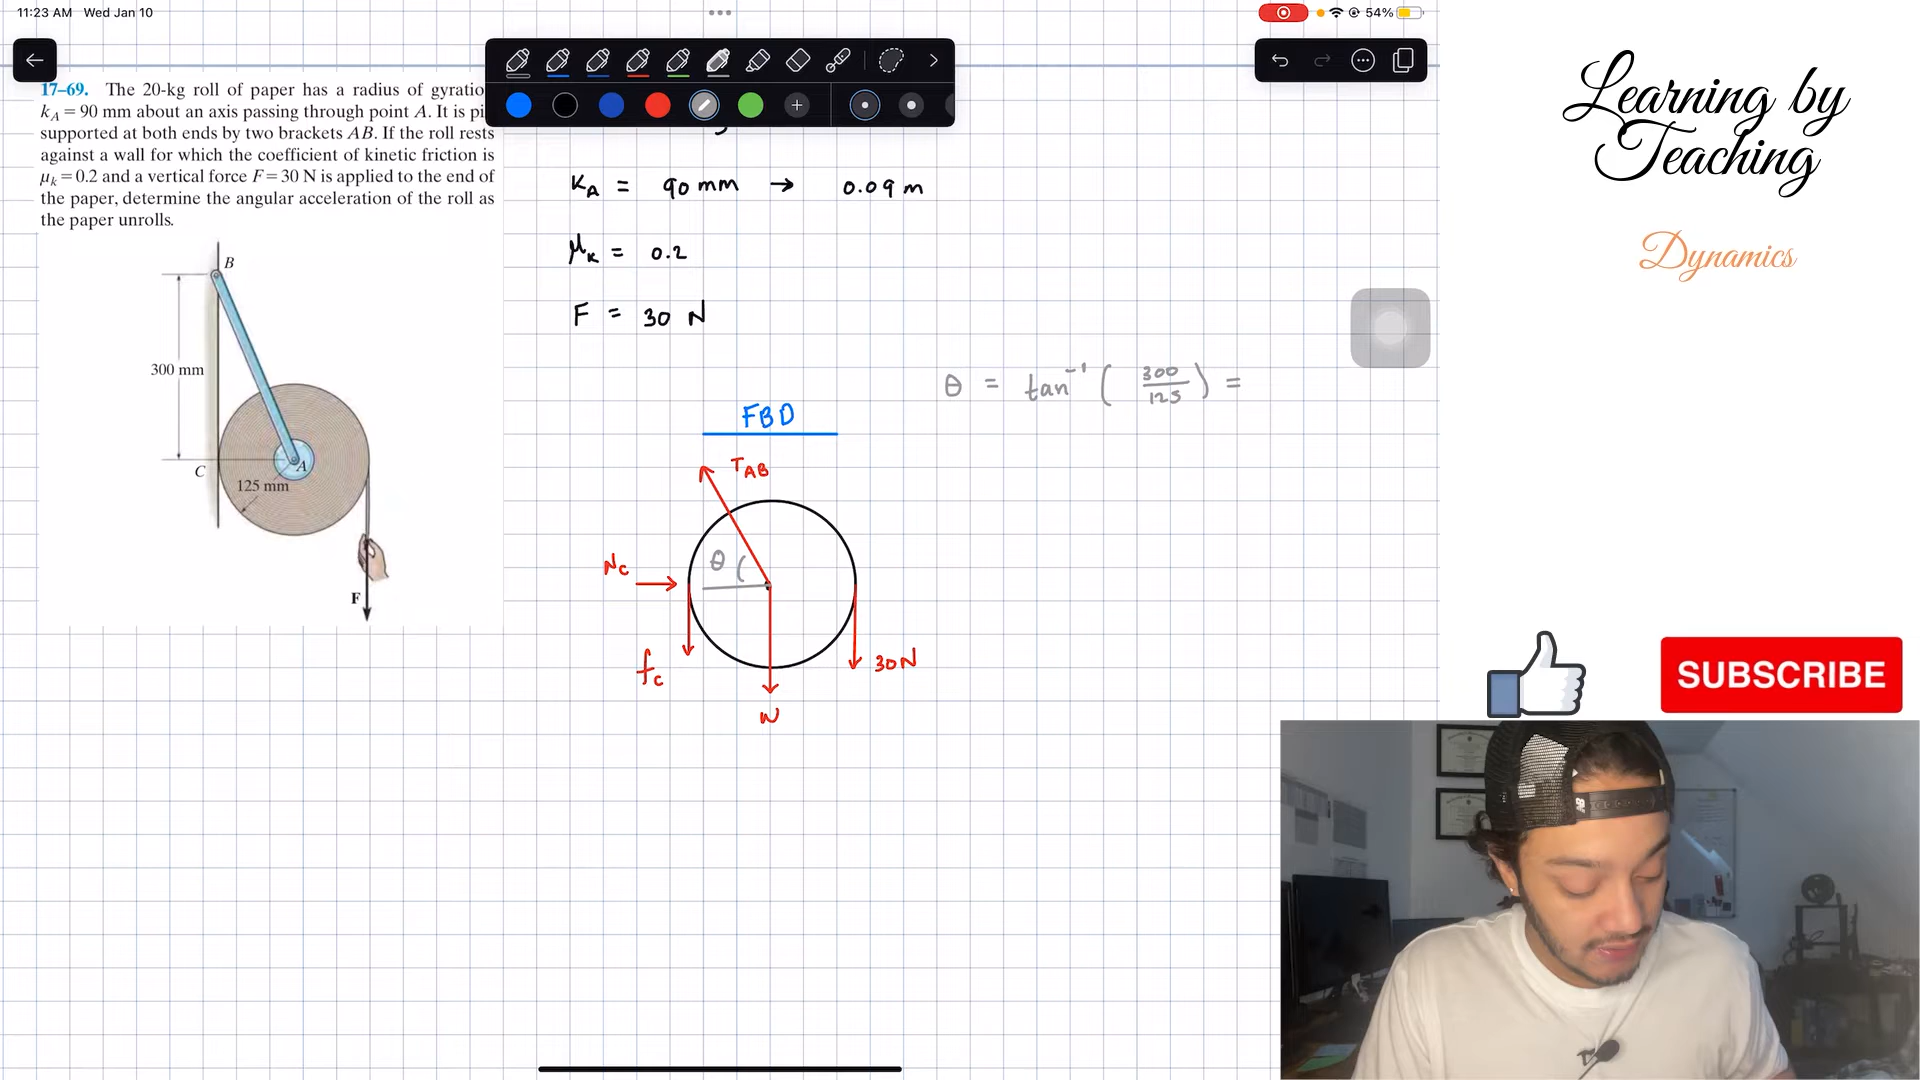 11:23 AM Wed Jan 10
54%
17–69. The 20-kg roll of paper has a radius of
kA = 90 mm about an axis passing through point A. It is
supported at both ends by two brackets AB. If the roll rests
against a wall for which the coefficient of kinetic friction is
μk = 0.2 and a vertical force F = 30 N is applied to the end of
the paper, determine the angular acceleration of the roll as
the paper unrolls.
B
300 mm
C
A
125 mm
F
KA = 90 mm → 0.09 m
μK = 0.2
F = 30 N
θ = tan⁻¹ ( 300/125 ) =
FBD
TAB
θ
NC
fC
30N
W
Learning by
Teaching
Dynamics
SUBSCRIBE